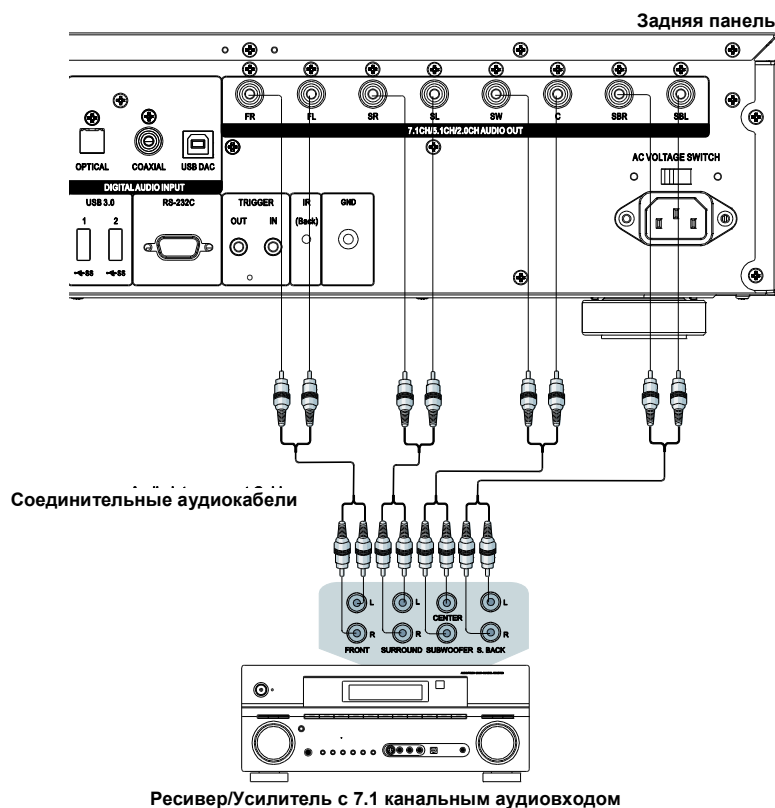 Задняя панель
FR FL SR SL SW C SBR SBL
7.1CH/5.1CH/2.0CH AUDIO OUT
OPTICAL COAXIAL USB DAC
AC VOLTAGE SWITCH
DIGITAL AUDIO INPUT
USB 3.0 RS-232C TRIGGER IR GND
1 2 OUT IN (Back)
SS SS
Соединительные аудиокабели
L L CENTER L
R R R
FRONT SURROUND SUBWOOFER S. BACK
Ресивер/Усилитель с 7.1 канальным аудиовходом